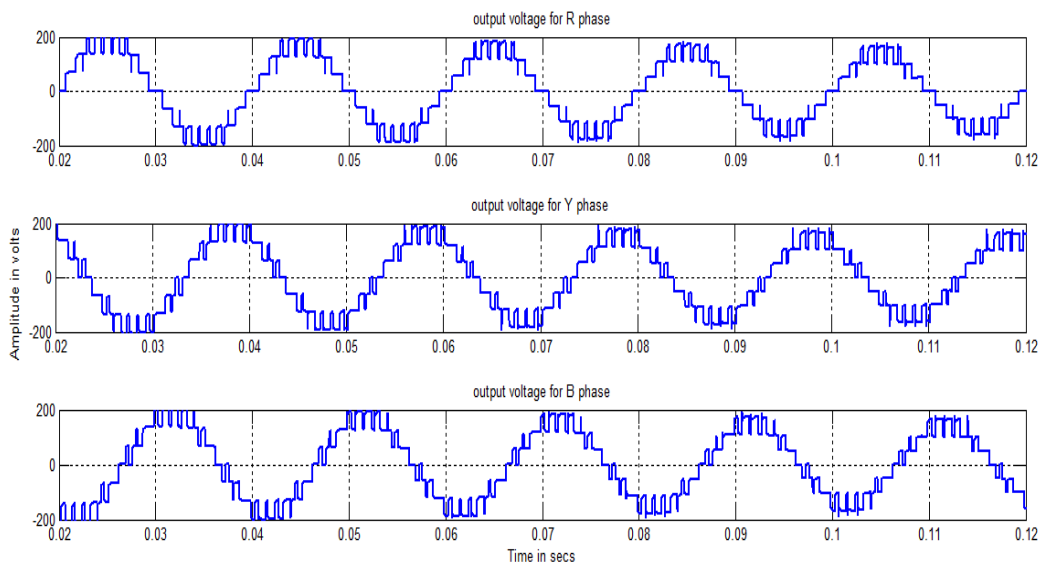 output voltage for R phase
200
0
-200
0.02 0.03 0.04 0.05 0.06 0.07 0.08 0.09 0.1 0.11 0.12
output voltage for Y phase
200
0
-200
0.02 0.03 0.04 0.05 0.06 0.07 0.08 0.09 0.1 0.11 0.12
Amplitude in volts
output voltage for B phase
200
0
-200
0.02 0.03 0.04 0.05 0.06 0.07 0.08 0.09 0.1 0.11 0.12
Time in secs